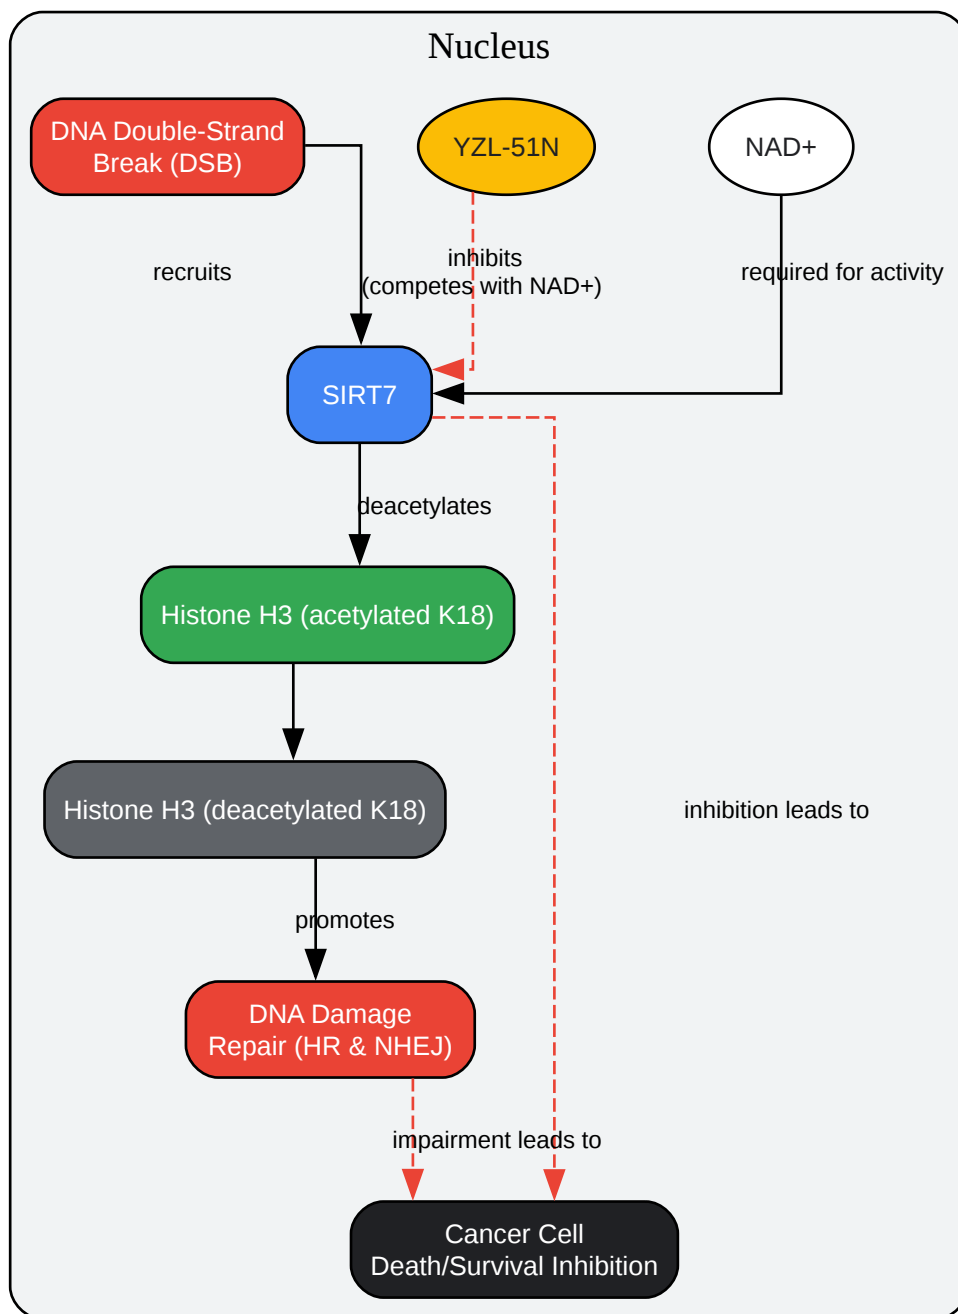 Nucleus
DNA Double-Strand
Break (DSB)
YZL-51N
NAD+
recruits
inhibits
(competes with NAD+)
required for activity
SIRT7
deacetylates
Histone H3 (acetylated K18)
Histone H3 (deacetylated K18)
inhibition leads to
promotes
DNA Damage
Repair (HR & NHEJ)
impairment leads to
Cancer Cell
Death/Survival Inhibition